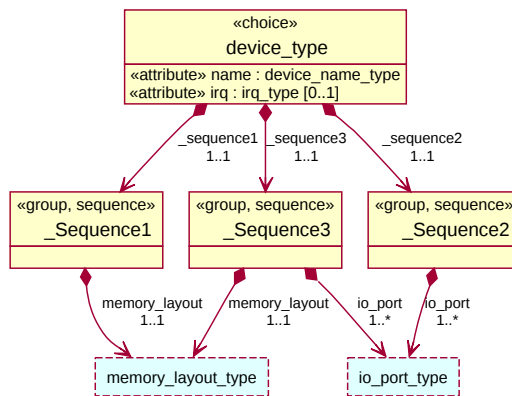 «choice»
device_type
«attribute» name : device_name_type
«attribute» irq : irq_type [0..1]
_sequence1
1..1
_sequence3
1..1
_sequence2
1..1
«group, sequence»
_Sequence1
«group, sequence»
_Sequence3
«group, sequence»
_Sequence2
memory_layout
1..1
memory_layout
1..1
io_port
1..*
io_port
1..*
memory_layout_type
io_port_type